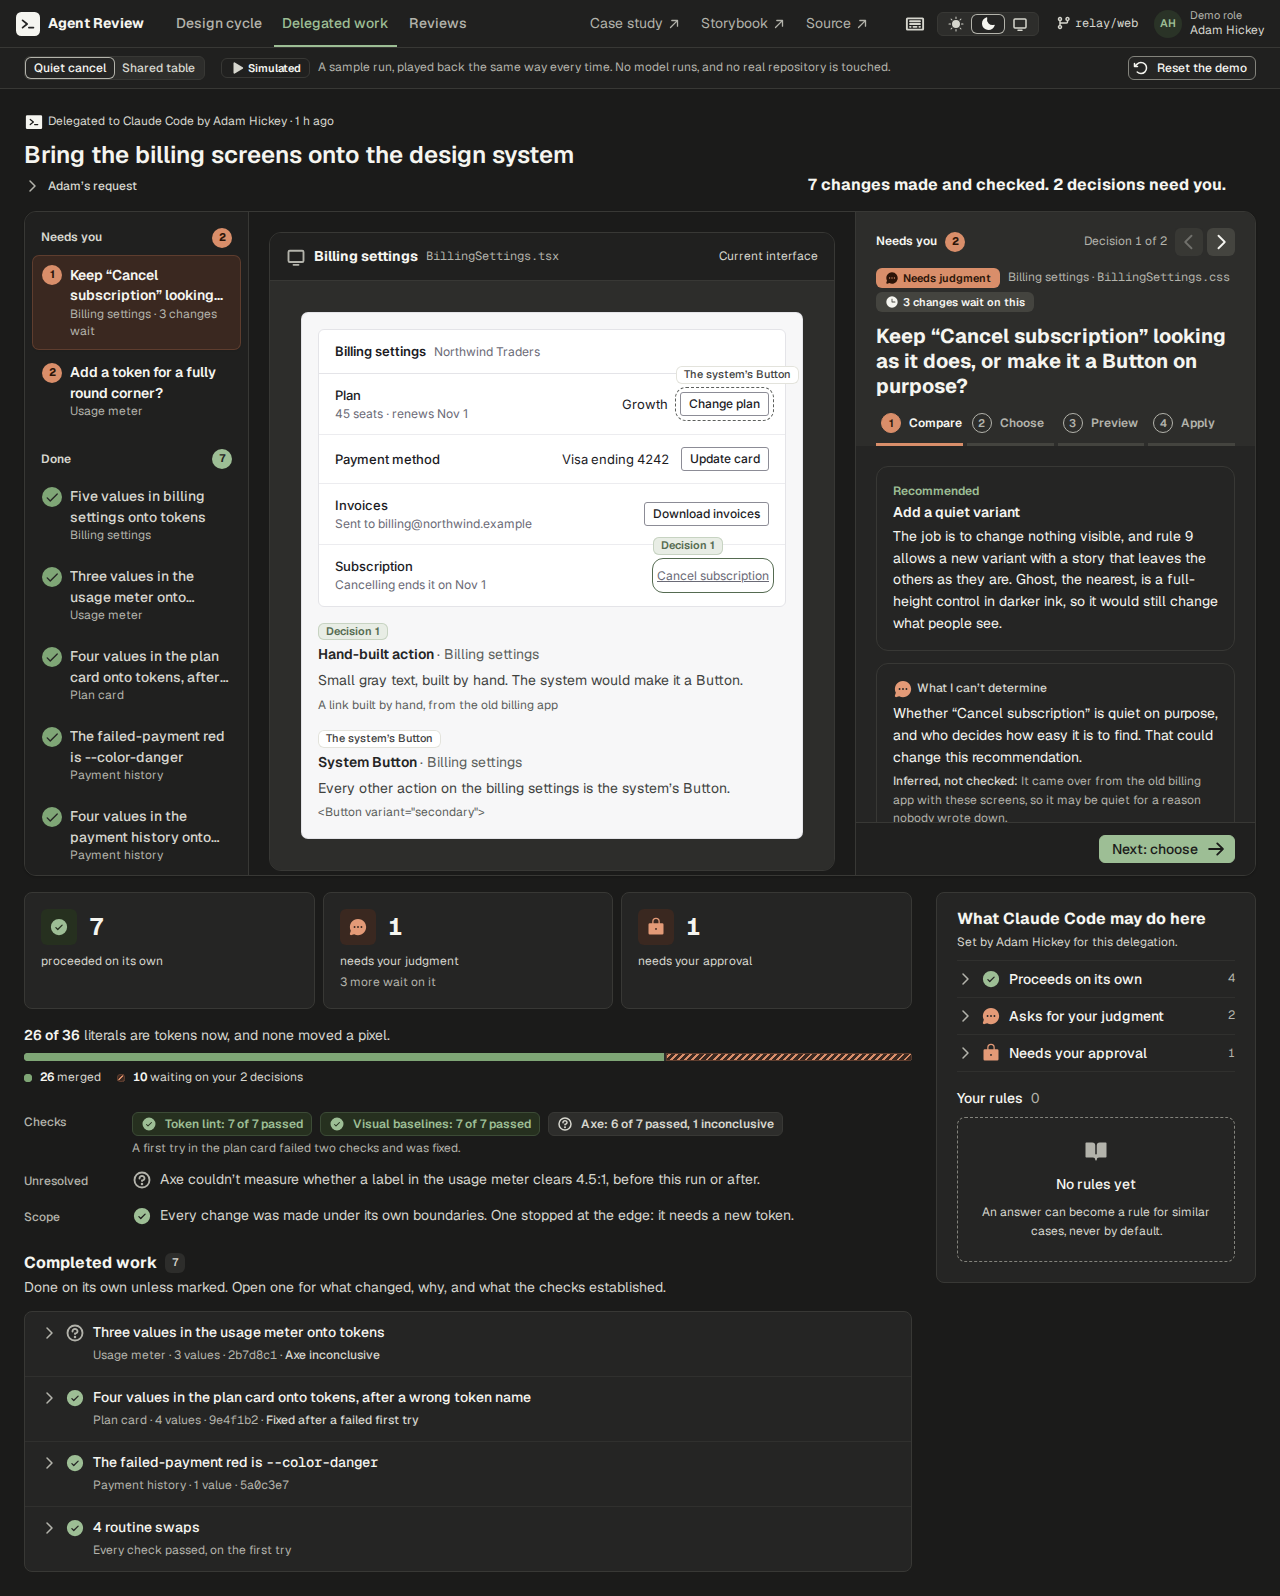 Agent Review
Design cycle
Delegated work
Reviews
Case study
Storybook
Source
relay/web
AH
Demo role
Adam Hickey
Quiet cancel
Shared table
Simulated
A sample run, played back the same way every time. No model runs, and no real repository is touched.
Reset the demo
Delegated to Claude Code by Adam Hickey · 1 h ago
Bring the billing screens onto the design system
Adam's request
7 changes made and checked. 2 decisions need you.
Needs you
2
1
Keep “Cancel
subscription” looking…
Billing settings · 3 changes
wait
2
Add a token for a fully
round corner?
Usage meter
Done
7
Five values in billing
settings onto tokens
Billing settings
Three values in the
usage meter onto…
Usage meter
Four values in the plan
card onto tokens, after…
Plan card
The failed-payment red
is --color-danger
Payment history
Four values in the
payment history onto…
Payment history
Billing settings
BillingSettings.tsx
Current interface
Billing settings
Northwind Traders
The system's Button
Plan
45 seats · renews Nov 1
Growth
Change plan
Payment method
Visa ending 4242
Update card
Invoices
Sent to billing@northwind.example
Download invoices
Decision 1
Subscription
Cancelling ends it on Nov 1
Cancel subscription
Decision 1
Hand-built action · Billing settings
Small gray text, built by hand. The system would make it a Button.
A link built by hand, from the old billing app
The system's Button
System Button · Billing settings
Every other action on the billing settings is the system's Button.
<Button variant="secondary">
Needs you
2
Decision 1 of 2
Needs judgment
Billing settings · BillingSettings.css
3 changes wait on this
Keep “Cancel subscription” looking
as it does, or make it a Button on
purpose?
1 Compare
2 Choose
3 Preview
4 Apply
Recommended
Add a quiet variant
The job is to change nothing visible, and rule 9
allows a new variant with a story that leaves the
others as they are. Ghost, the nearest, is a full-
height control in darker ink, so it would still change
what people see.
What I can't determine
Whether “Cancel subscription” is quiet on purpose,
and who decides how easy it is to find. That could
change this recommendation.
Inferred, not checked: It came over from the old billing
app with these screens, so it may be quiet for a reason
nobody wrote down.
Next: choose
7
proceeded on its own
1
needs your judgment
3 more wait on it
1
needs your approval
26 of 36 literals are tokens now, and none moved a pixel.
26 merged
10 waiting on your 2 decisions
Checks
Token lint: 7 of 7 passed
Visual baselines: 7 of 7 passed
Axe: 6 of 7 passed, 1 inconclusive
A first try in the plan card failed two checks and was fixed.
Unresolved
Axe couldn't measure whether a label in the usage meter clears 4.5:1, before this run or after.
Scope
Every change was made under its own boundaries. One stopped at the edge: it needs a new token.
Completed work
7
Done on its own unless marked. Open one for what changed, why, and what the checks established.
Three values in the usage meter onto tokens
Usage meter · 3 values · 2b7d8c1 · Axe inconclusive
Four values in the plan card onto tokens, after a wrong token name
Plan card · 4 values · 9e4f1b2 · Fixed after a failed first try
The failed-payment red is --color-danger
Payment history · 1 value · 5a0c3e7
4 routine swaps
Every check passed, on the first try
What Claude Code may do here
Set by Adam Hickey for this delegation.
Proceeds on its own
4
Asks for your judgment
2
Needs your approval
1
Your rules 0
No rules yet
An answer can become a rule for similar
cases, never by default.